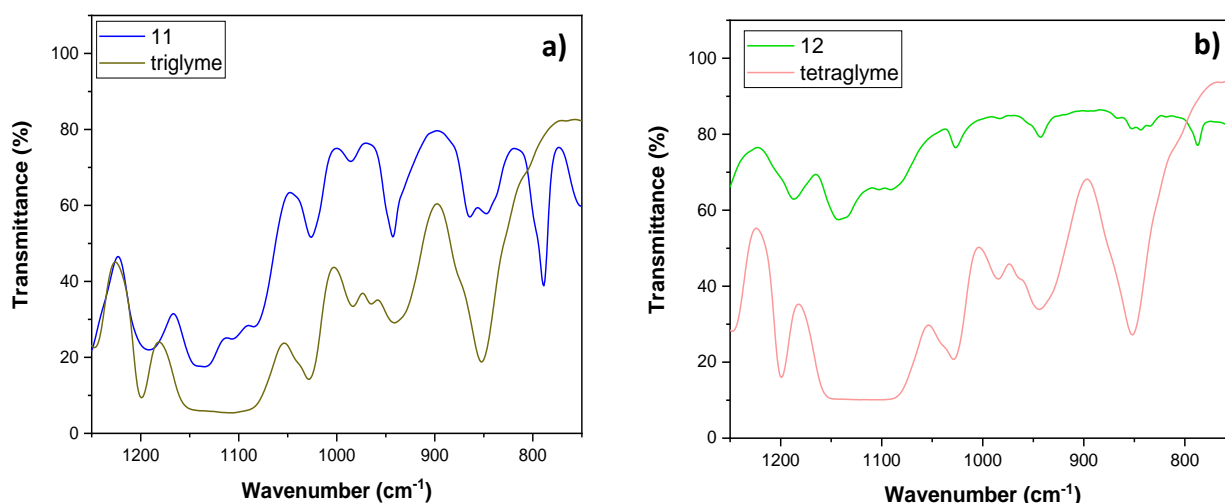 a)
11
triglyme
Transmittance (%)
100
80
60
40
20
0
1200 1100 1000 900 800
Wavenumber (cm-1)
b)
12
tetraglyme
Transmittance (%)
100
80
60
40
20
0
1200 1100 1000 900 800
Wavenumber (cm-1)